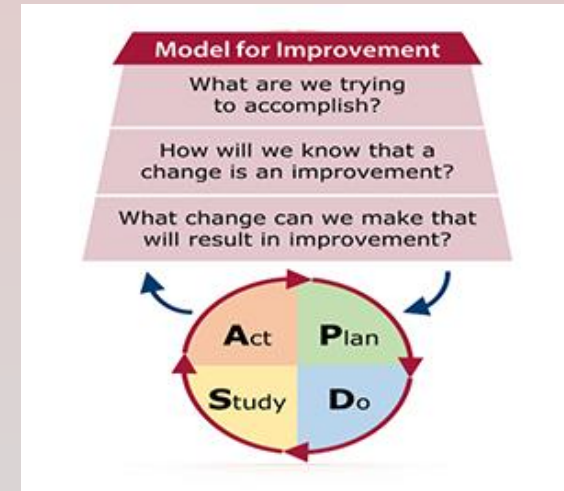 Model for Improvement
What are we trying
to accomplish?
How will we know that a
change is an improvement?
What change can we make that
will result in improvement?
Act Plan
Study Do